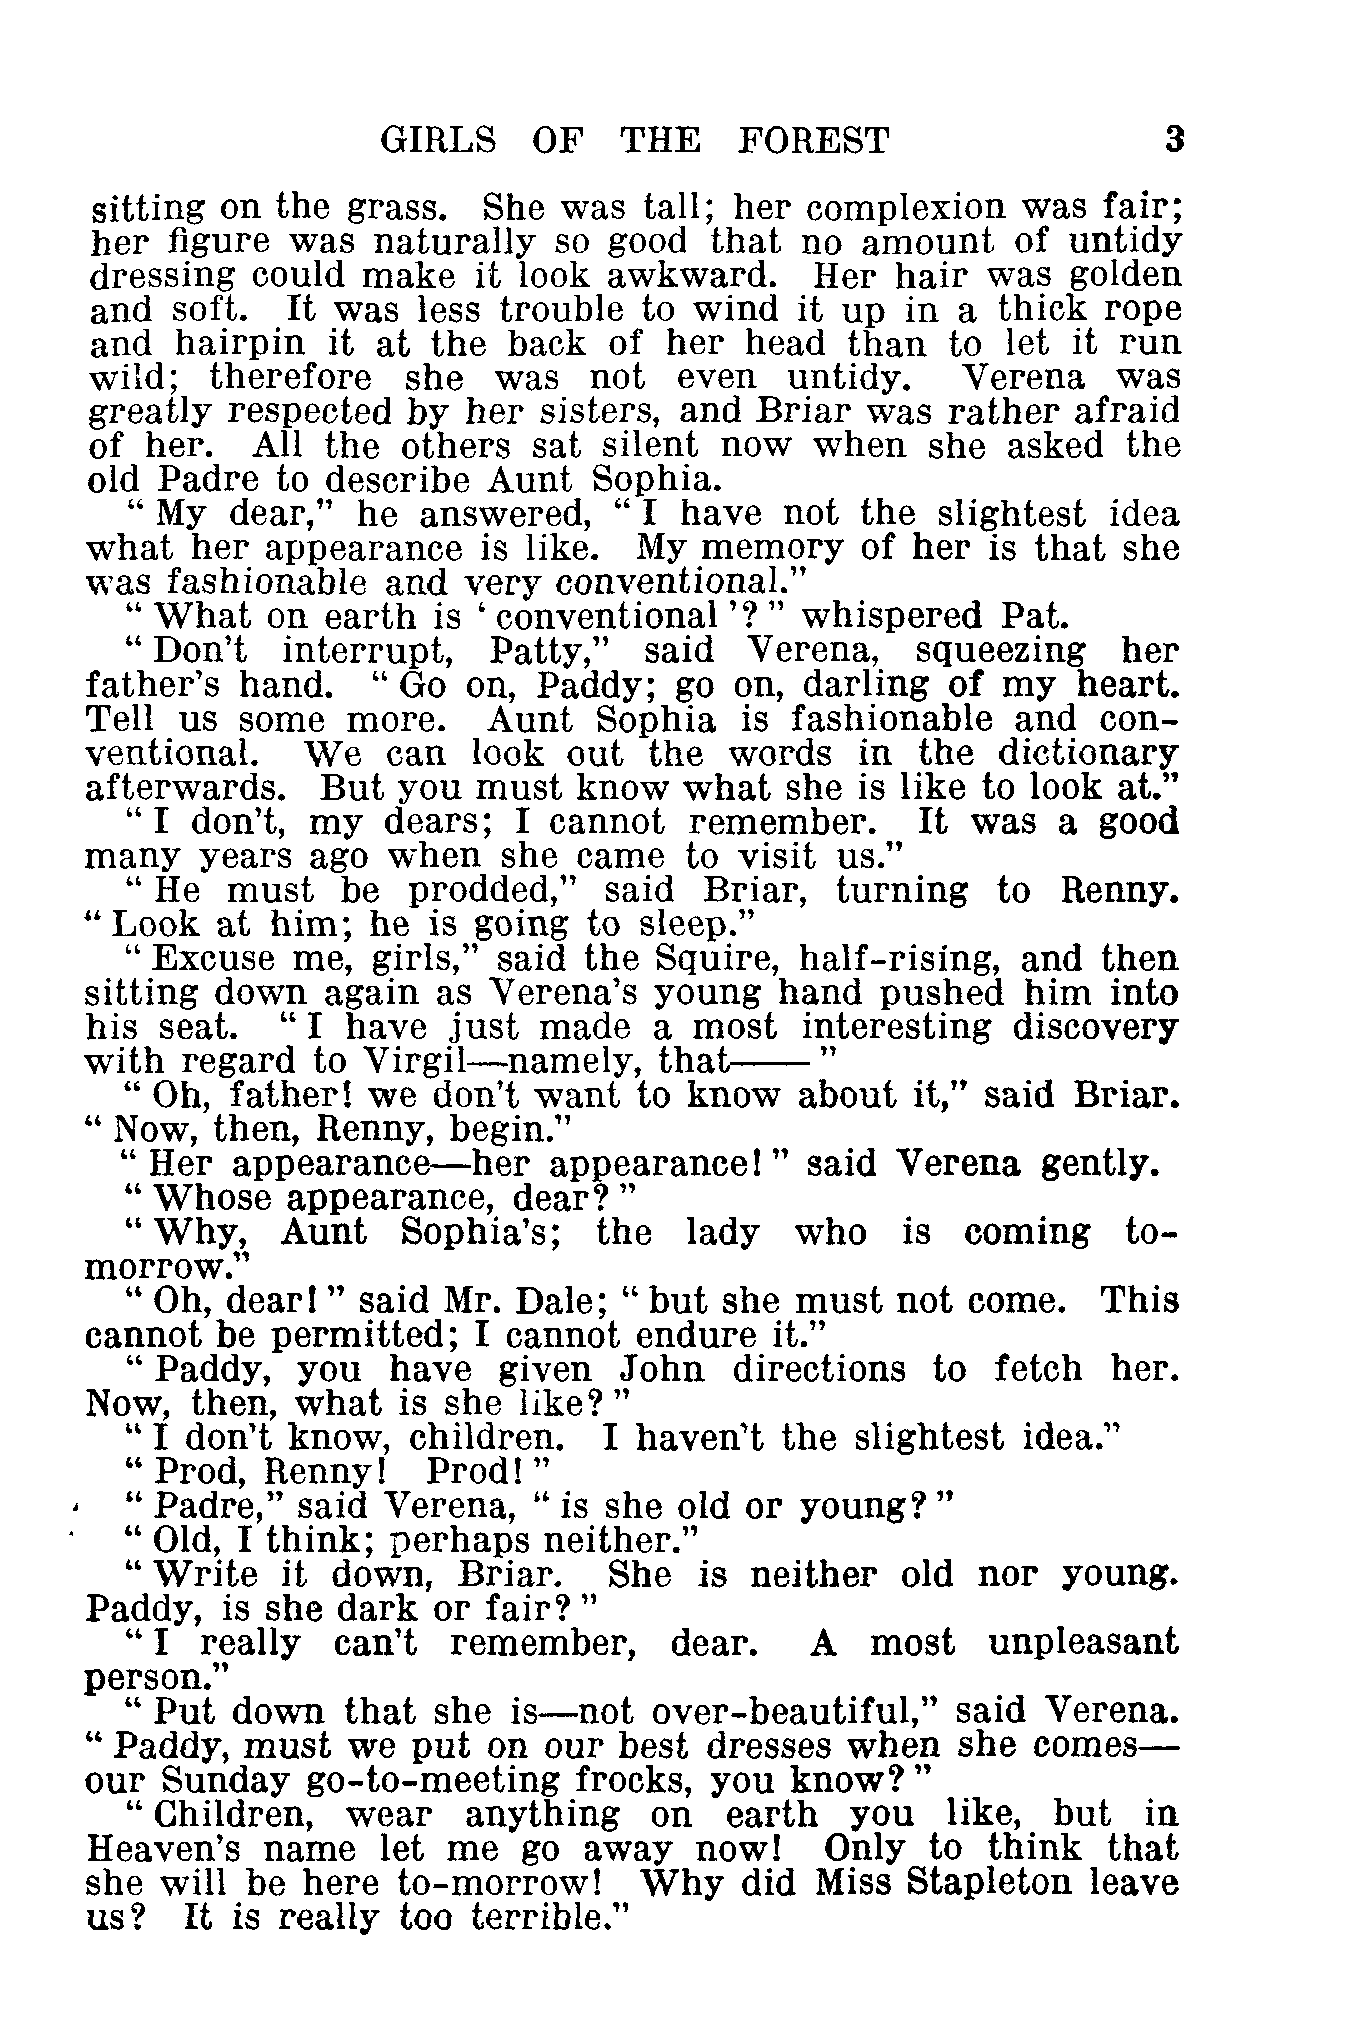 GIRLS OF THE FOREST 3
sitting on the grass. She was tall; her complexion was fair;
her figure was naturally so good that no amount of untidy
dressing could make it look awkward. Her hair was golden
and soft. It was less trouble to wind it up in a thick rope
and hairpin it at the back of her head than to let it run
wild; therefore she was not even untidy. Verena was
greatly respected by her sisters, and Briar was rather afraid
of her. All the others sat silent now when she asked the
old Padre to describe Aunt Sophia.
“ My dear,” he answered, “ I have not the slightest idea
what her appearance is like. My memory of her is that she
was fashionable and very conventional.”
“ What on earth is ‘ conventional ’? ” whispered Pat.
“ Don’t interrupt, Patty,” said Verena, squeezing her
father’s hand. “ Go on, Paddy; go on, darling of my heart.
Tell us some more. Aunt Sophia is fashionable and con-
ventional. We can look out the words in the dictionary
afterwards. But you must know what she is like to look at.”
“ I don’t, my dears; I cannot remember. It was a good
many years ago when she came to visit us.”
“ He must be prodded,” said Briar, turning to Renny.
“ Look at him; he is going to sleep.”
“ Excuse me, girls,” said the Squire, half-rising, and then
sitting down again as Verena’s young hand pushed him into
his seat. “ I have just made a most interesting discovery
with regard to Virgil—namely, that—— ”
“ Oh, father! we don’t want to know about it,” said Briar.
“ Now, then, Renny, begin.”
“ Her appearance—her appearance! ” said Verena gently.
“ Whose appearance, dear? ”
“ Why, Aunt Sophia’s; the lady who is coming to-
morrow.”
“ Oh, dear! ” said Mr. Dale; “ but she must not come. This
cannot be permitted; I cannot endure it.”
“ Paddy, you have given John directions to fetch her.
Now, then, what is she like? ”
“ I don’t know, children. I haven’t the slightest idea.”
“ Prod, Renny! Prod! ”
“ Padre,” said Verena, “ is she old or young? ”
“ Old, I think; perhaps neither.”
“ Write it down, Briar. She is neither old nor young.
Paddy, is she dark or fair? ”
“ I really can’t remember, dear. A most unpleasant
person.”
“ Put down that she is—not over-beautiful,” said Verena.
“ Paddy, must we put on our best dresses when she comes—
our Sunday go-to-meeting frocks, you know? ”
“ Children, wear anything on earth you like, but in
Heaven’s name let me go away now! Only to think that
she will be here to-morrow! Why did Miss Stapleton leave
us? It is really too terrible.”